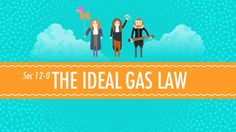 Sec 12-0
THE IDEAL GAS LAW